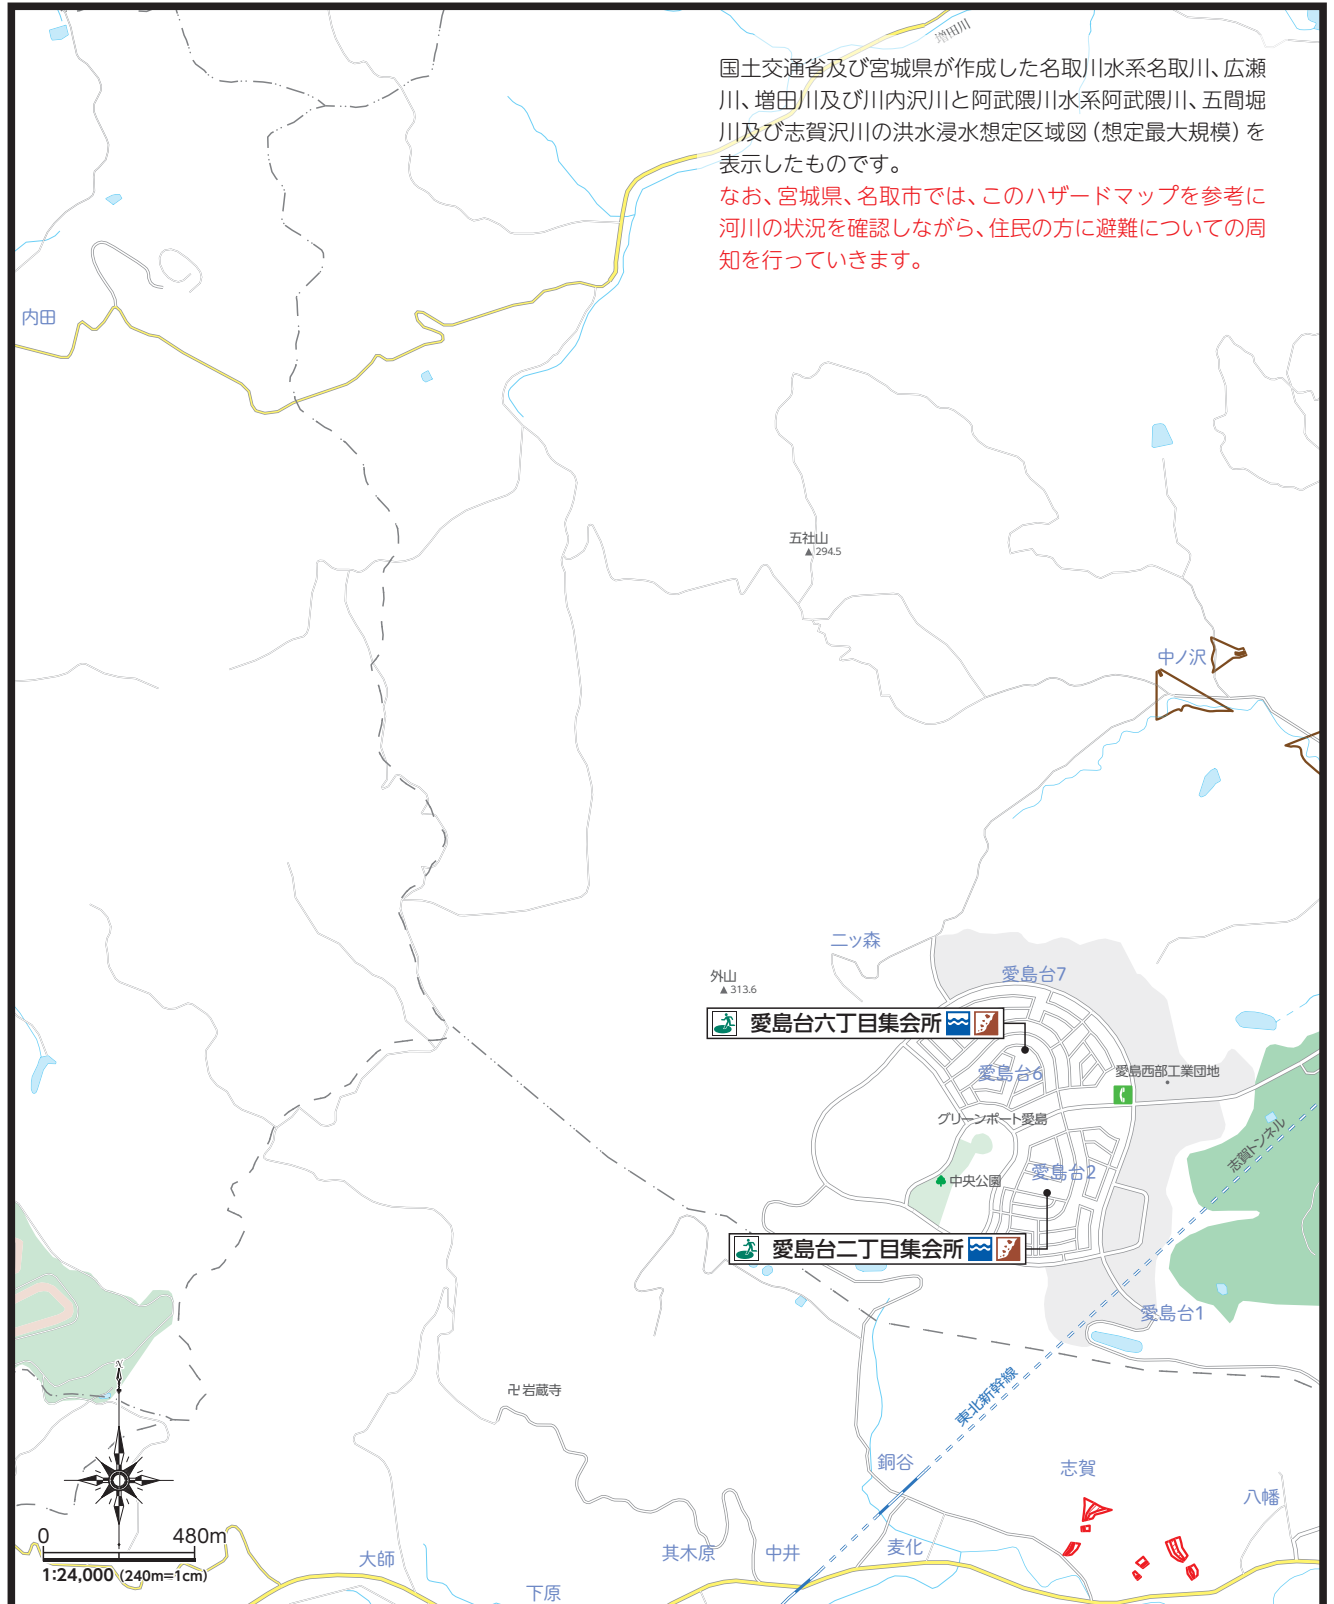 増田川
国土交通省及び宮城県が作成した名取川水系名取川、広瀬
川、増田川及び川内沢川と阿武隈川水系阿武隈川、五間堀
川及び志賀沢川の洪水浸水想定区域図（想定最大規模）を
表示したものです。
なお、宮城県、名取市では、このハザードマップを参考に
河川の状況を確認しながら、住民の方に避難についての周
知を行っていきます。
内田
五社山
▲ 294.5
中ノ沢
二ッ森
外山
▲ 313.6
愛島台7
愛島台六丁目集会所
愛島台6
愛島西部工業団地
グリーンポート愛島
志賀トンネル
愛島台2
中央公園
愛島台二丁目集会所
愛島台1
N
卍岩蔵寺
東北新幹線
銅谷
志賀
八幡
0 480m
1:24,000 (240m=1cm)
大師
其木原
中井
麦化
下原